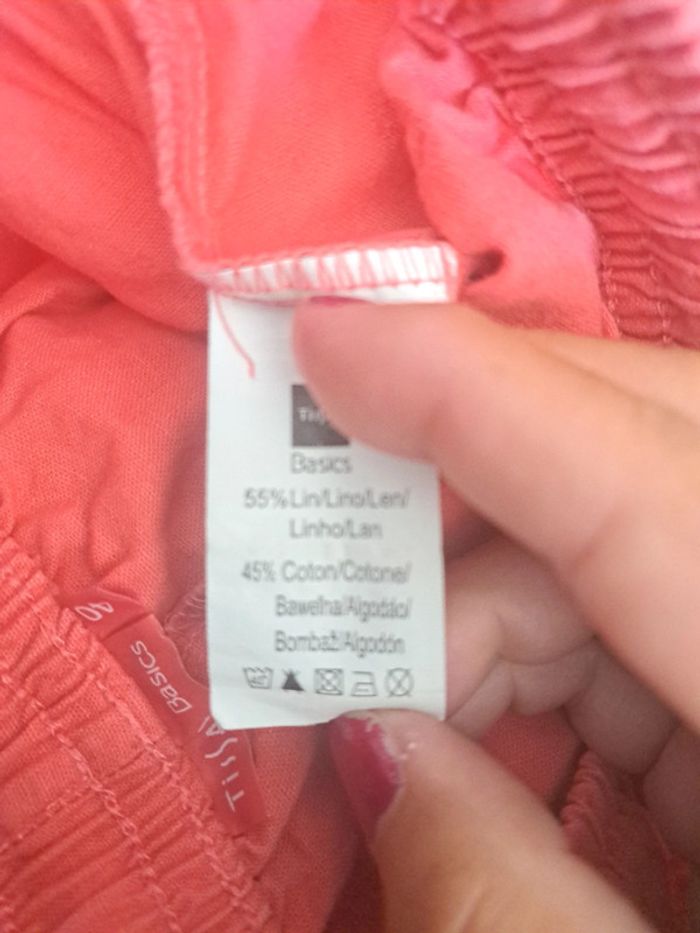 Basics
55%Lin/Lino/Len/
Linho/Lan
45% Coton/Cotone/
Bawełna/Algodão/
Bombaž/Algodón
Basics